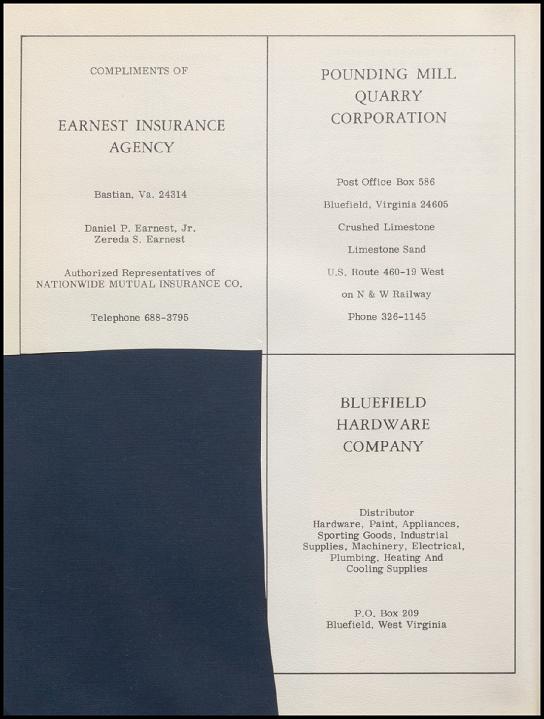 COMPLIMENTS OF
EARNEST INSURANCE
AGENCY
Bastian, Va. 24314
Daniel P. Earnest, Jr.
Zereda S. Earnest
Authorized Representatives of
NATIONWIDE MUTUAL INSURANCE CO.
Telephone 688-3795
POUNDING MILL
QUARRY
CORPORATION
Post Office Box 586
Bluefield, Virginia 24605
Crushed Limestone
Limestone Sand
U.S. Route 460-19 West
on N & W Railway
Phone 326-1145
BLUEFIELD
HARDWARE
COMPANY
Distributor
Hardware, Paint, Appliances,
Sporting Goods, Industrial
Supplies, Machinery, Electrical,
Plumbing, Heating And
Cooling Supplies
P.O. Box 209
Bluefield, West Virginia